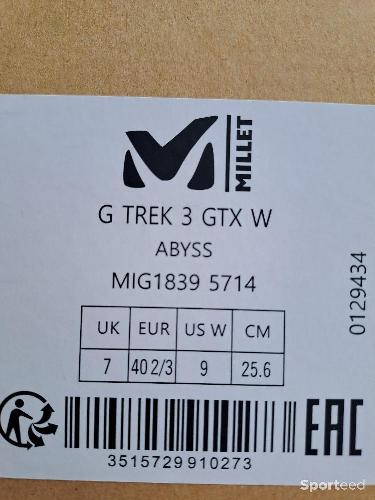 MILLET
G TREK 3 GTX W
ABYSS
MIG1839 5714
0129434
UK EUR US W CM
7 40 2/3 9 25.6
EAC
3515729910273
Sporteed